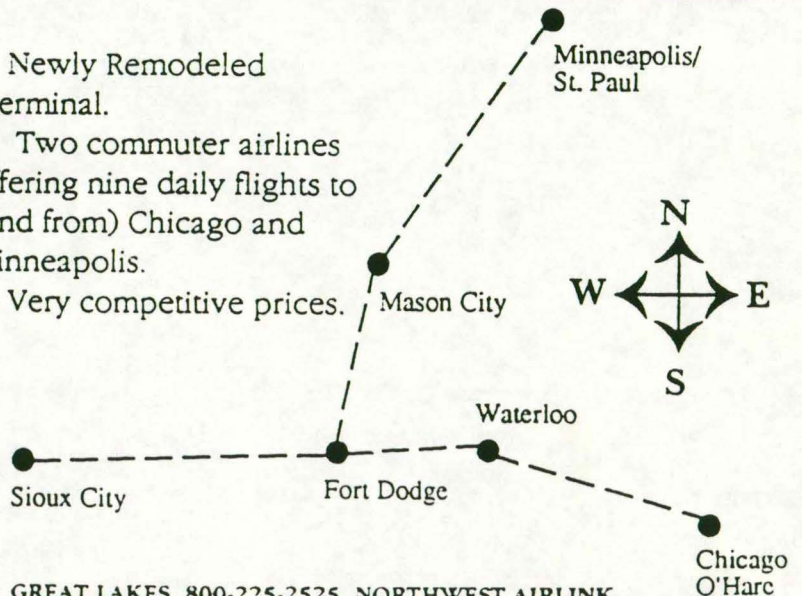 Newly Remodeled
erminal.
Two commuter airlines
fering nine daily flights to
nd from) Chicago and
inneapolis.
Very competitive prices.
Minneapolis/
St. Paul
Mason City
N
W E
S
Waterloo
Sioux City
Fort Dodge
Chicago
O'Hare
GREAT LAKES 800-225-2525 NORTHWEST AIRLINK